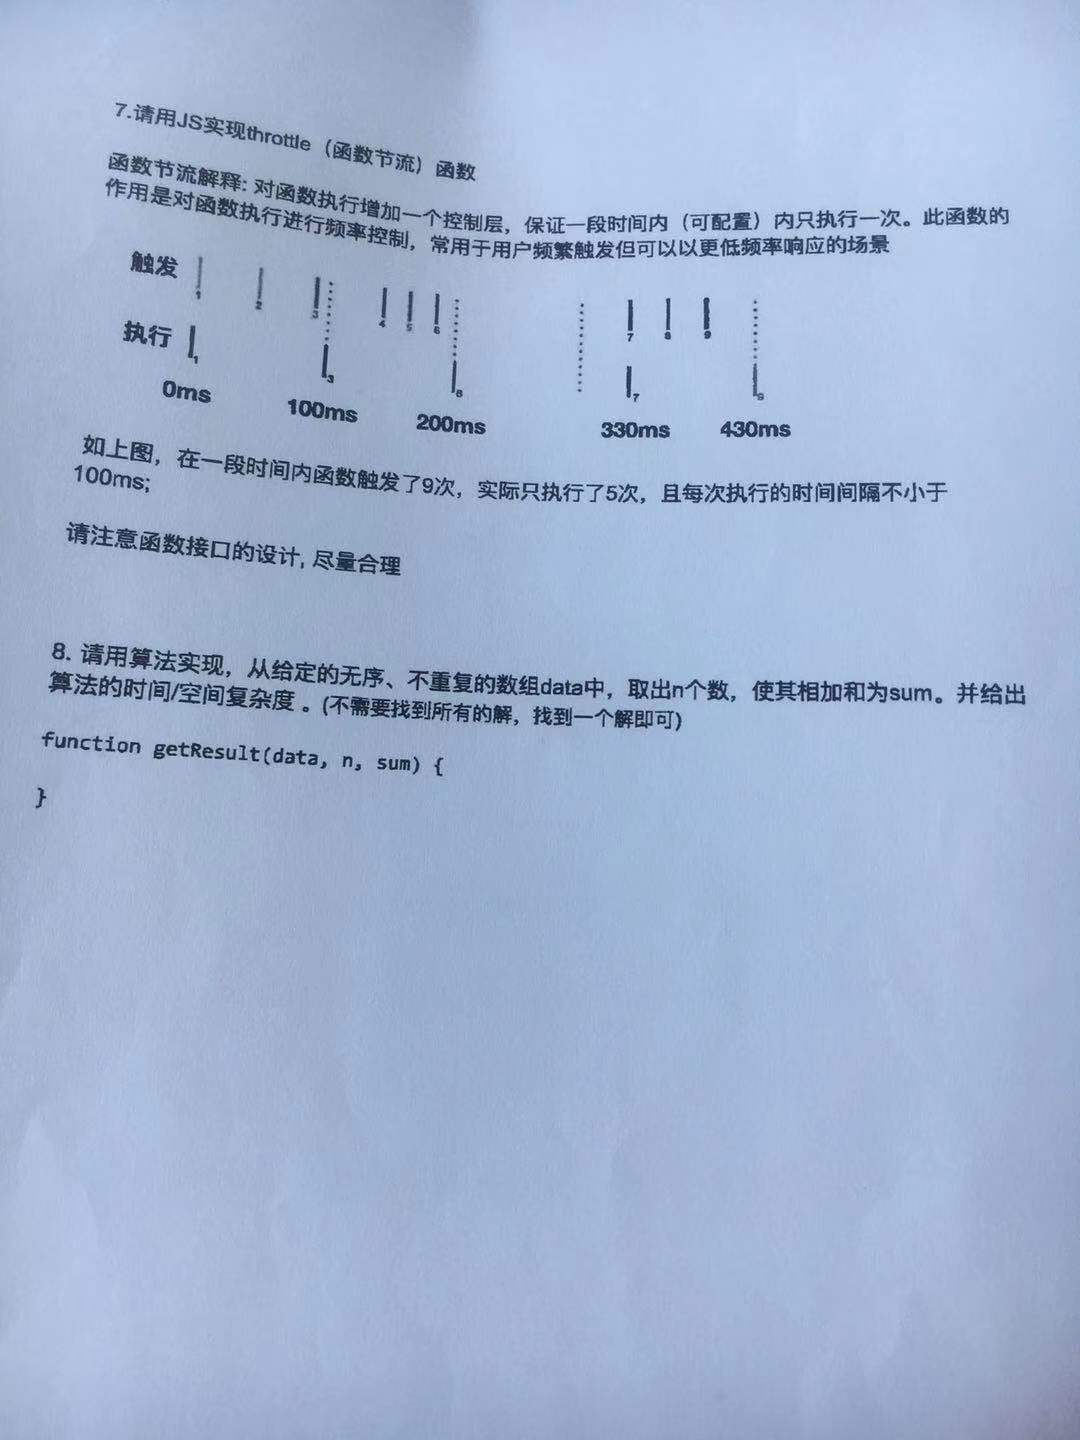 7.请用JS实现throttle（函数节流）函数
函数节流解释: 对函数执行增加一个控制层，保证一段时间内（可配置）内只执行一次。此函数的
作用是对函数执行进行频率控制，常用于用户频繁触发但可以以更低频率响应的场景
触发 1 2 3 4 5 6 7 8 9
执行 1 3 6 7 9
0ms 100ms 200ms 330ms 430ms
如上图，在一段时间内函数触发了9次，实际只执行了5次，且每次执行的时间间隔不小于
100ms;
请注意函数接口的设计, 尽量合理
8. 请用算法实现，从给定的无序、不重复的数组data中，取出n个数，使其相加和为sum。并给出
算法的时间/空间复杂度 。(不需要找到所有的解，找到一个解即可)
function getResult(data, n, sum) {
}